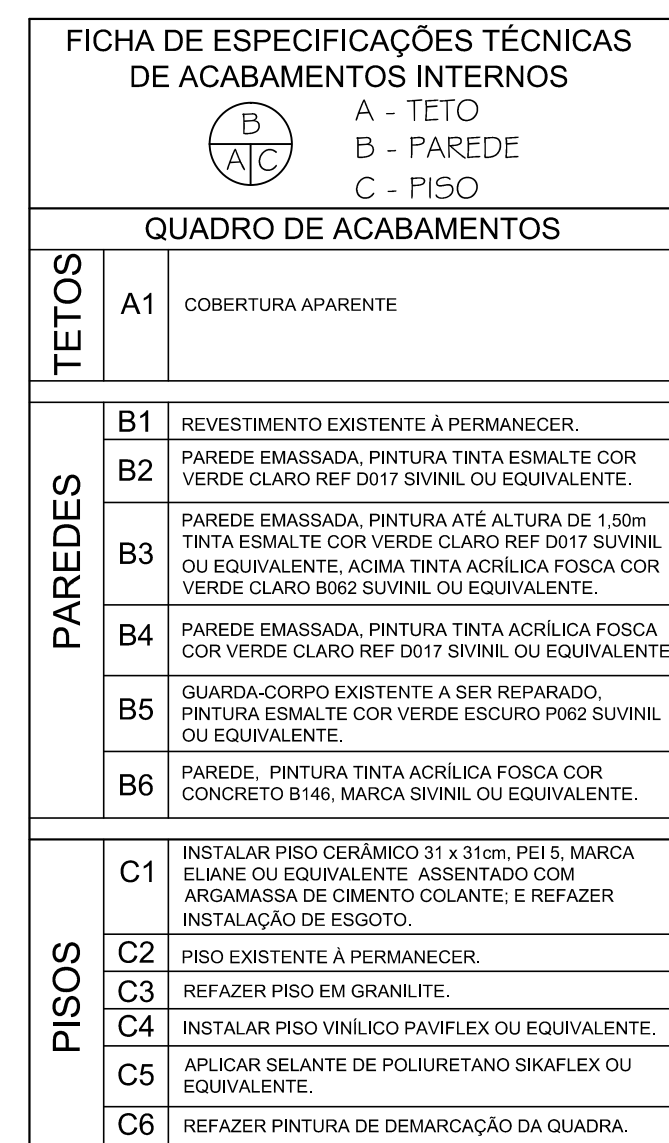 FICHA DE ESPECIFICAÇÕES TÉCNICAS
DE ACABAMENTOS INTERNOS
B
A C
A - TETO
B - PAREDE
C - PISO
QUADRO DE ACABAMENTOS
TETOS
A1
COBERTURA APARENTE
PAREDES
B1
REVESTIMENTO EXISTENTE À PERMANECER.
B2
PAREDE EMASSADA, PINTURA TINTA ESMALTE COR
VERDE CLARO REF D017 SIVINIL OU EQUIVALENTE.
B3
PAREDE EMASSADA, PINTURA ATÉ ALTURA DE 1,50m
TINTA ESMALTE COR VERDE CLARO REF D017 SUVINIL
OU EQUIVALENTE, ACIMA TINTA ACRÍLICA FOSCA COR
VERDE CLARO B062 SUVINIL OU EQUIVALENTE.
B4
PAREDE EMASSADA, PINTURA TINTA ACRÍLICA FOSCA
COR VERDE CLARO REF D017 SIVINIL OU EQUIVALENTE
B5
GUARDA-CORPO EXISTENTE A SER REPARADO,
PINTURA ESMALTE COR VERDE ESCURO P062 SUVINIL
OU EQUIVALENTE.
B6
PAREDE, PINTURA TINTA ACRÍLICA FOSCA COR
CONCRETO B146, MARCA SIVINIL OU EQUIVALENTE.
PISOS
C1
INSTALAR PISO CERÂMICO 31 x 31cm, PEI 5, MARCA
ELIANE OU EQUIVALENTE ASSENTADO COM
ARGAMASSA DE CIMENTO COLANTE; E REFAZER
INSTALAÇÃO DE ESGOTO.
C2
PISO EXISTENTE À PERMANECER.
C3
REFAZER PISO EM GRANILITE.
C4
INSTALAR PISO VINÍLICO PAVIFLEX OU EQUIVALENTE.
C5
APLICAR SELANTE DE POLIURETANO SIKAFLEX OU
EQUIVALENTE.
C6
REFAZER PINTURA DE DEMARCAÇÃO DA QUADRA.